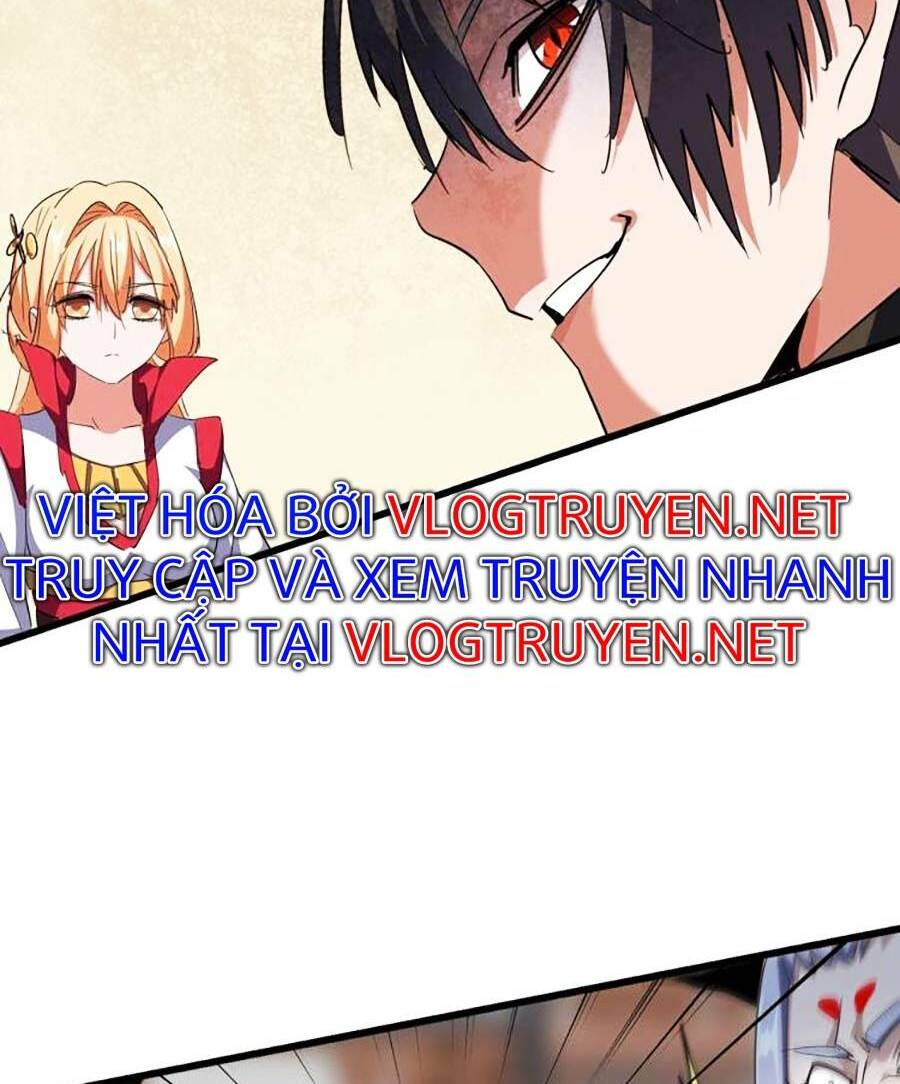 VIỆT HÓA BỞI VLOGTRUYEN.NET
TRUY CẬP VÀ XEM TRUYỆN NHANH
NHẤT TẠI VLOGTRUYEN.NET